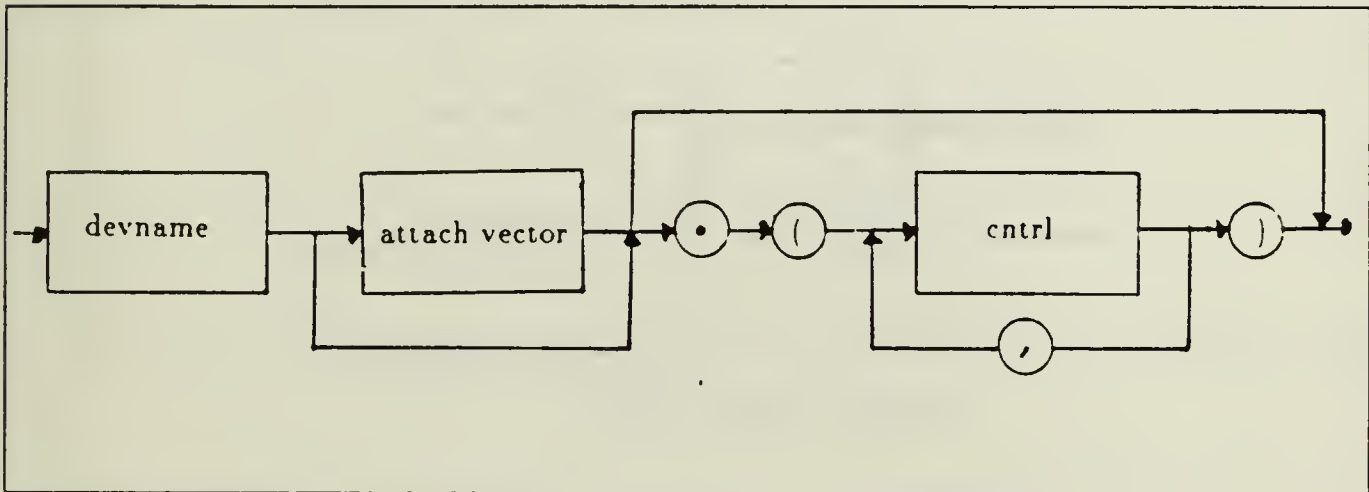 devname
attach vector
•
(
cntrl
)
,